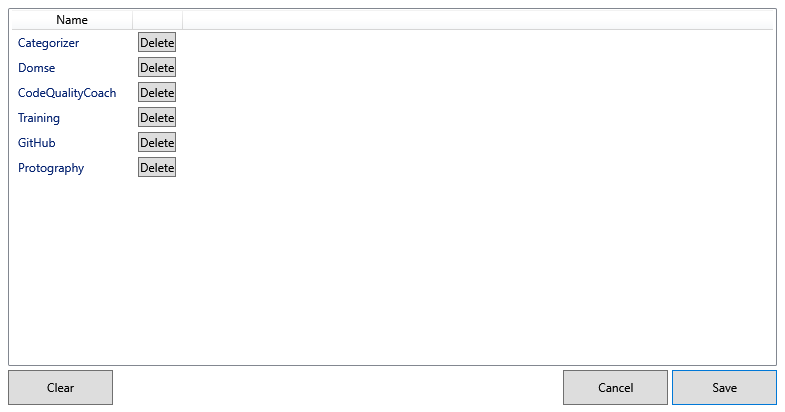 Name
Categorizer Delete
Domse Delete
CodeQualityCoach Delete
Training Delete
GitHub Delete
Protography Delete
Clear Cancel Save